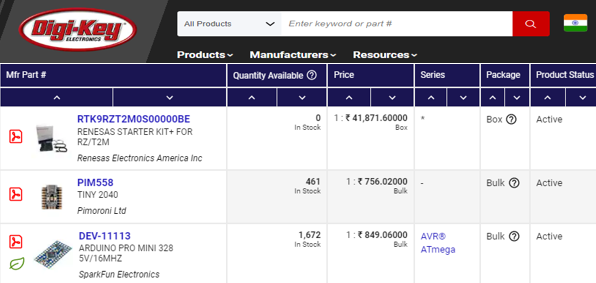 Digi-Key
ELECTRONICS
All Products
Enter keyword or part #
Products
Manufacturers
Resources
Mfr Part #
Quantity Available ?
Price
Series
Package
Product Status
RTK9RZT2M0S00000BE
RENESAS STARTER KIT+ FOR
RZ/T2M
Renesas Electronics America Inc
0
In Stock
1 : ₹ 41,871.60000
Box
*
Box ?
Active
PIM558
TINY 2040
Pimoroni Ltd
461
In Stock
1 : ₹ 756.02000
Bulk
-
Bulk ?
Active
DEV-11113
ARDUINO PRO MINI 328
5V/16MHZ
SparkFun Electronics
1,672
In Stock
1 : ₹ 849.06000
Bulk
AVR®
ATmega
Bulk ?
Active